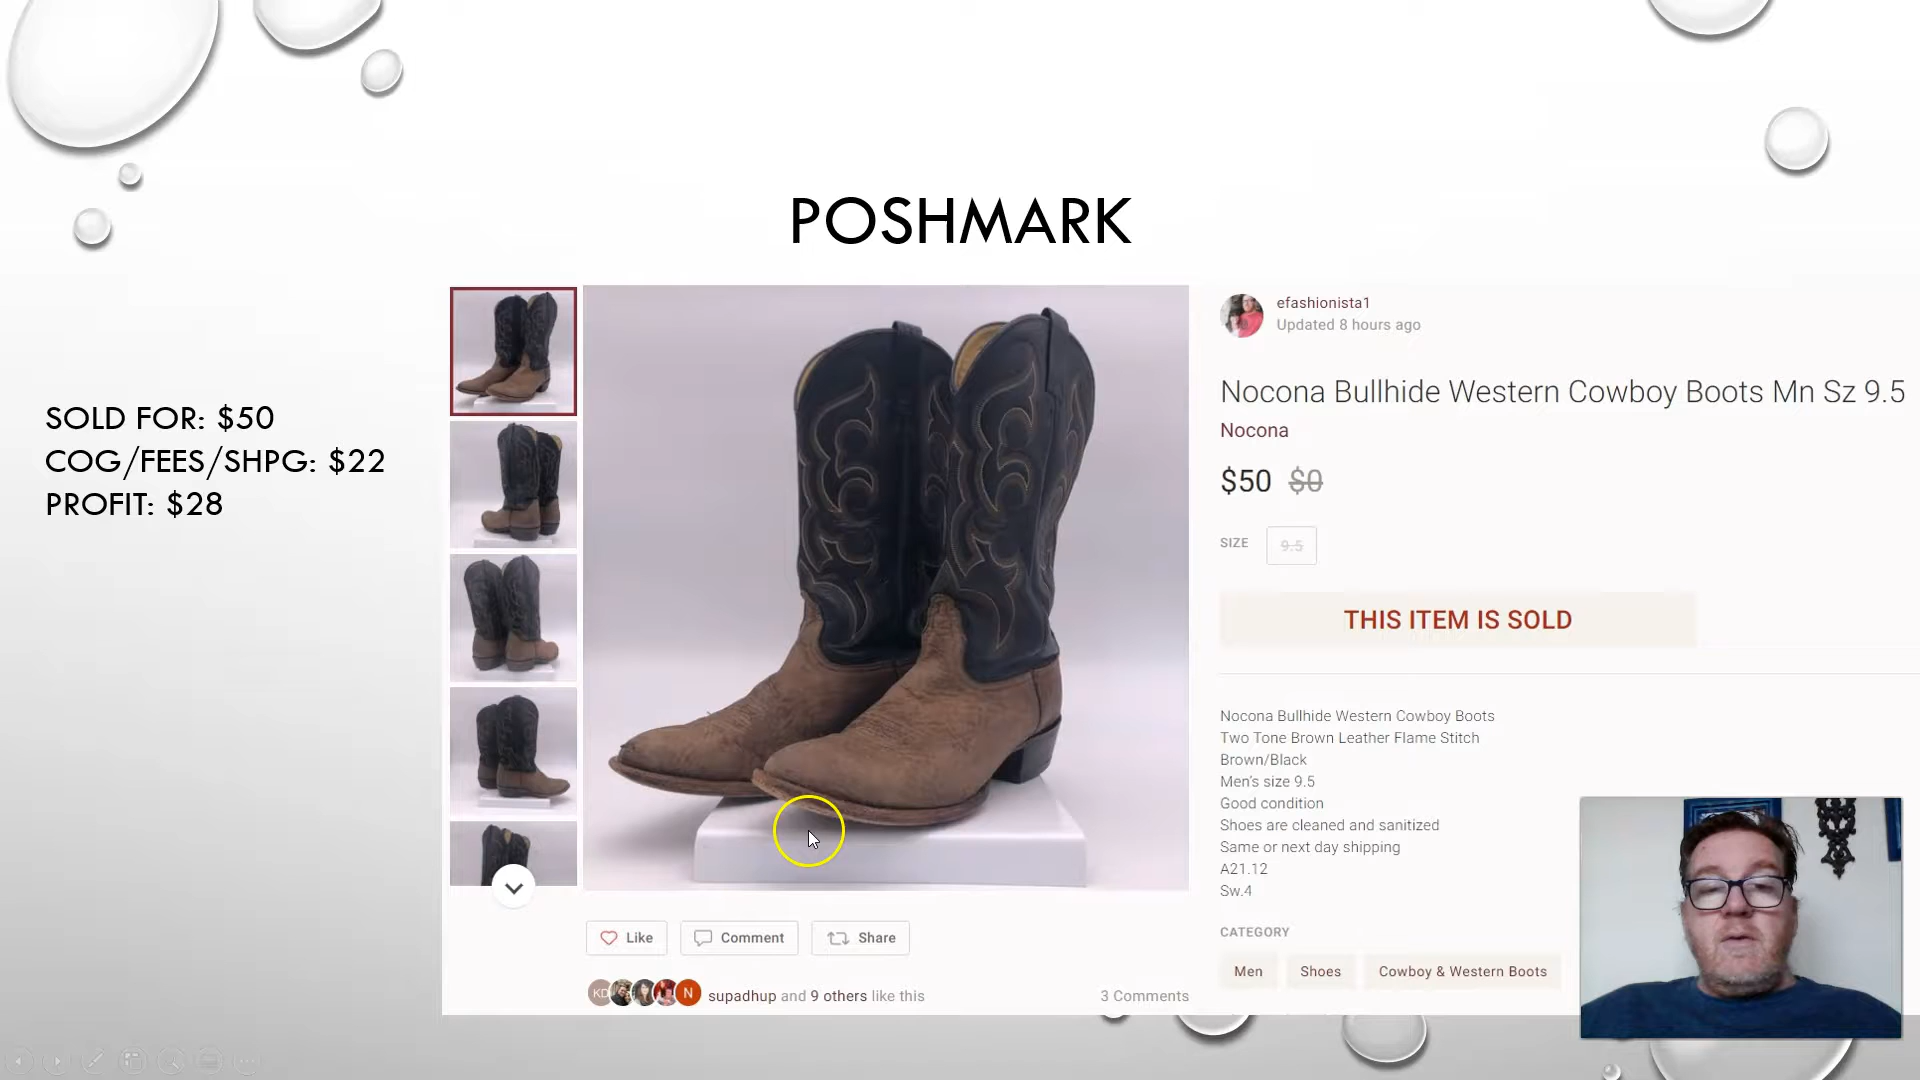 POSHMARK
SOLD FOR: $50
COG/FEES/SHPG: $22
PROFIT: $28
efashionista1
Updated 8 hours ago
Nocona Bullhide Western Cowboy Boots Mn Sz 9.5
Nocona
$50 $0
SIZE 9.5
THIS ITEM IS SOLD
Nocona Bullhide Western Cowboy Boots
Two Tone Brown Leather Flame Stitch
Brown/Black
Men's size 9.5
Good condition
Shoes are cleaned and sanitized
Same or next day shipping
A21.12
Sw.4
CATEGORY
Men Shoes Cowboy & Western Boots
Like Comment Share
KD N supadhup and 9 others like this 3 Comments